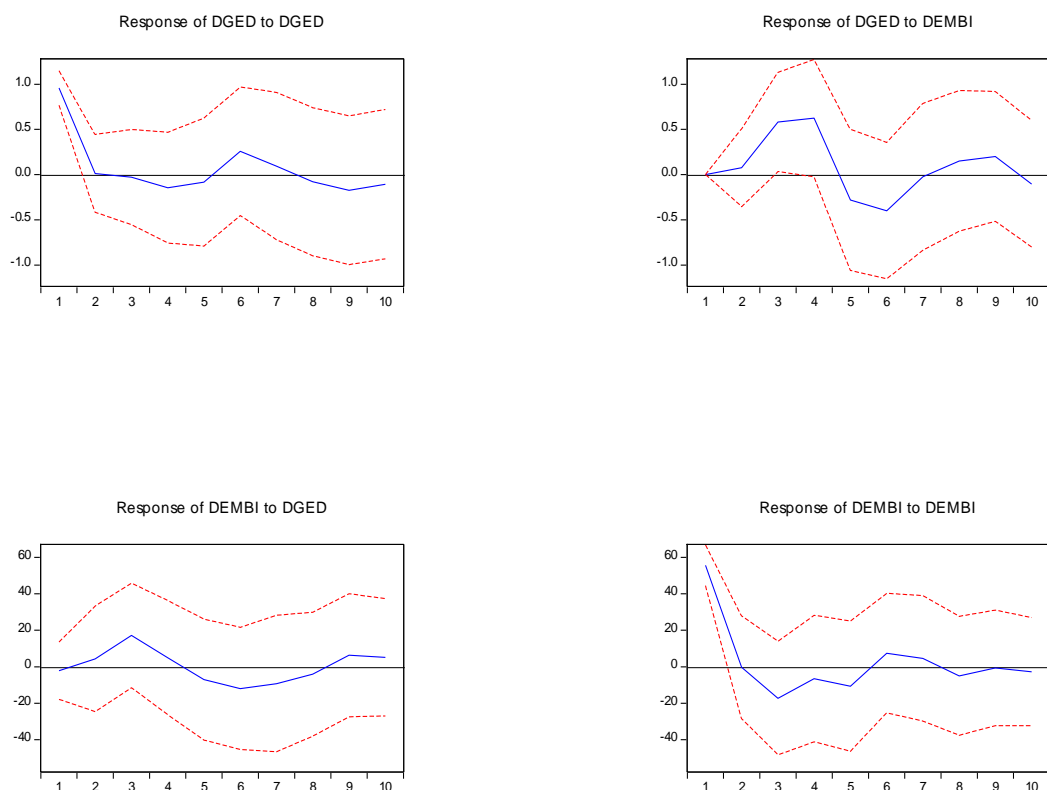 Response of DGED to DGED
1.0
0.5
0.0
-0.5
-1.0
1 2 3 4 5 6 7 8 9 10
Response of DGED to DEMBI
1.0
0.5
0.0
-0.5
-1.0
1 2 3 4 5 6 7 8 9 10
Response of DEMBI to DGED
60
40
20
0
-20
-40
1 2 3 4 5 6 7 8 9 10
Response of DEMBI to DEMBI
60
40
20
0
-20
-40
1 2 3 4 5 6 7 8 9 10